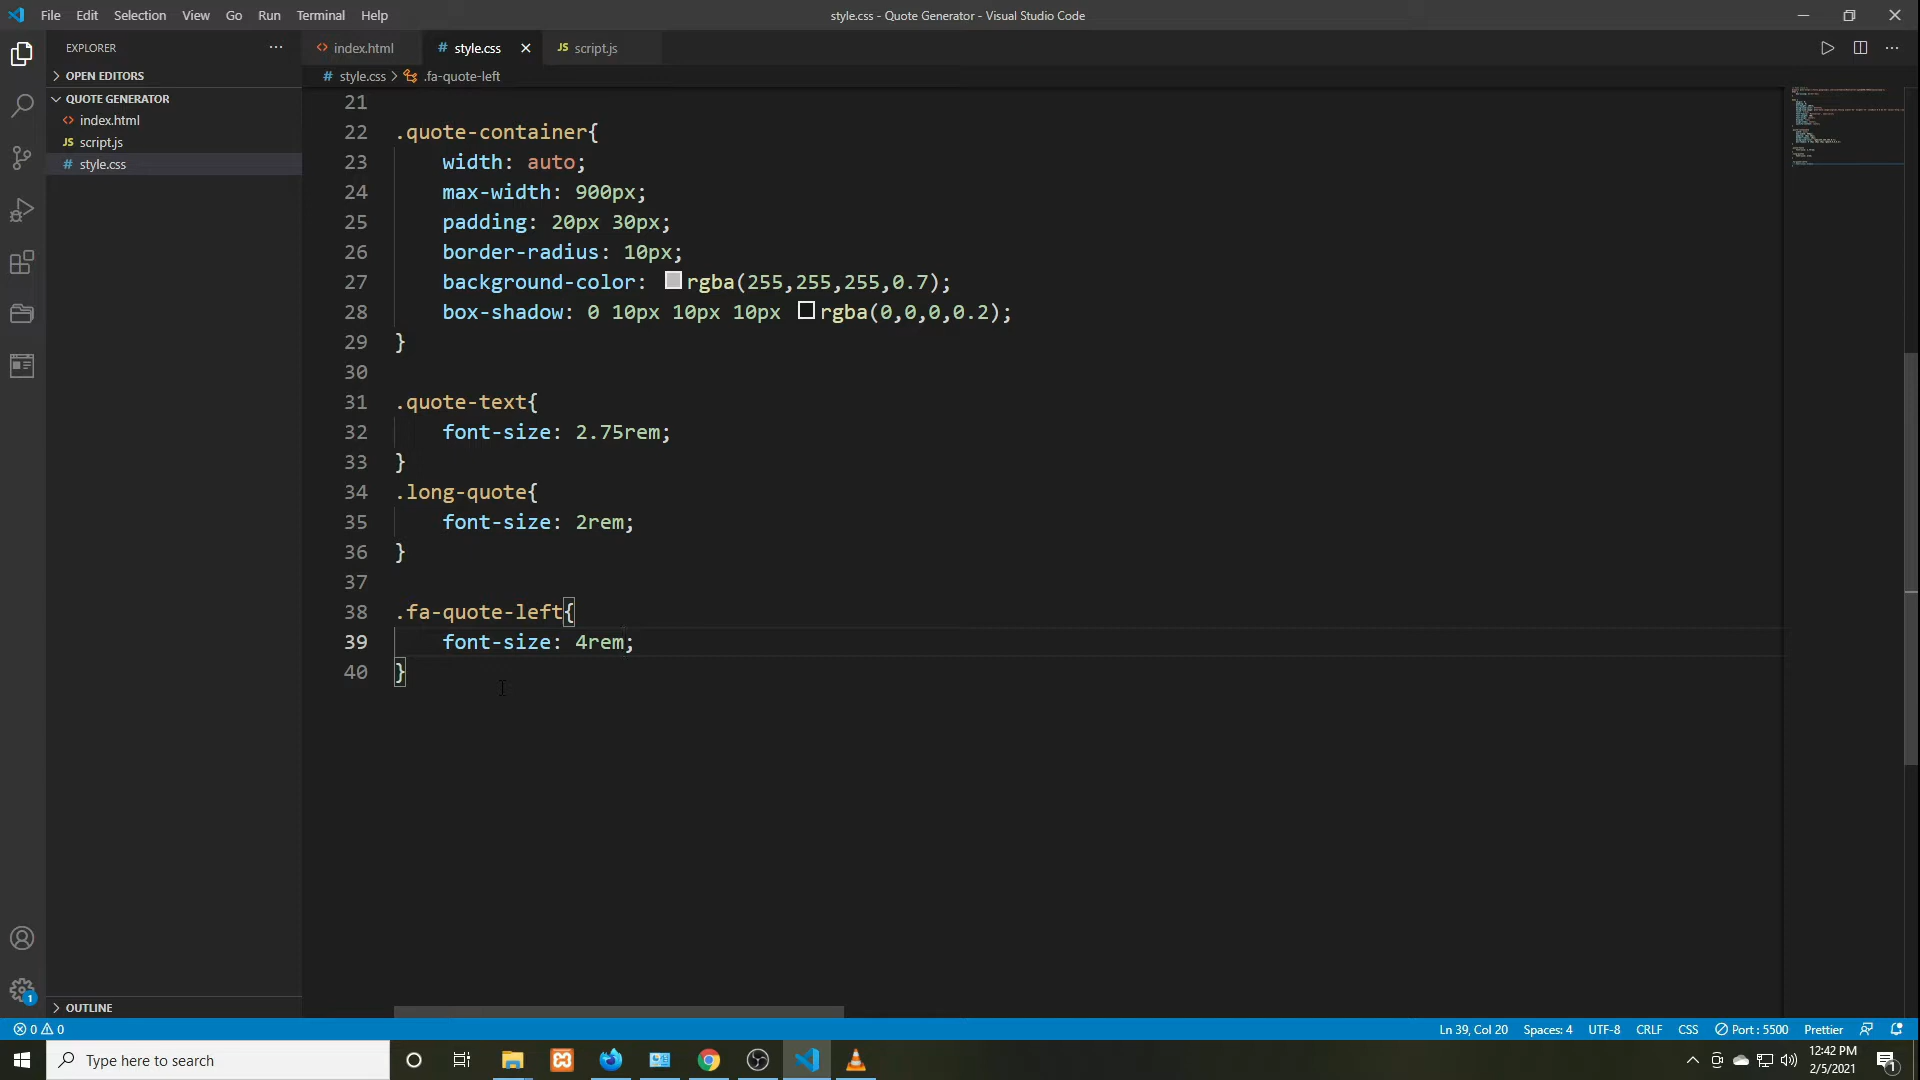 File Edit Selection View Go Run Terminal Help
style.css - Quote Generator - Visual Studio Code
EXPLORER
index.html
# style.css
JS script.js
OPEN EDITORS
# style.css > .fa-quote-left
QUOTE GENERATOR
index.html
JS script.js
# style.css
21
22 .quote-container{
23 width: auto;
24 max-width: 900px;
25 padding: 20px 30px;
26 border-radius: 10px;
27 background-color: rgba(255,255,255,0.7);
28 box-shadow: 0 10px 10px 10px rgba(0,0,0,0.2);
29 }
30
31 .quote-text{
32 font-size: 2.75rem;
33 }
34 .long-quote{
35 font-size: 2rem;
36 }
37
38 .fa-quote-left{
39 font-size: 4rem;
40 }
1
OUTLINE
0 0
Ln 39, Col 20 Spaces: 4 UTF-8 CRLF CSS Port : 5500 Prettier
Type here to search
12:42 PM
2/5/2021
1